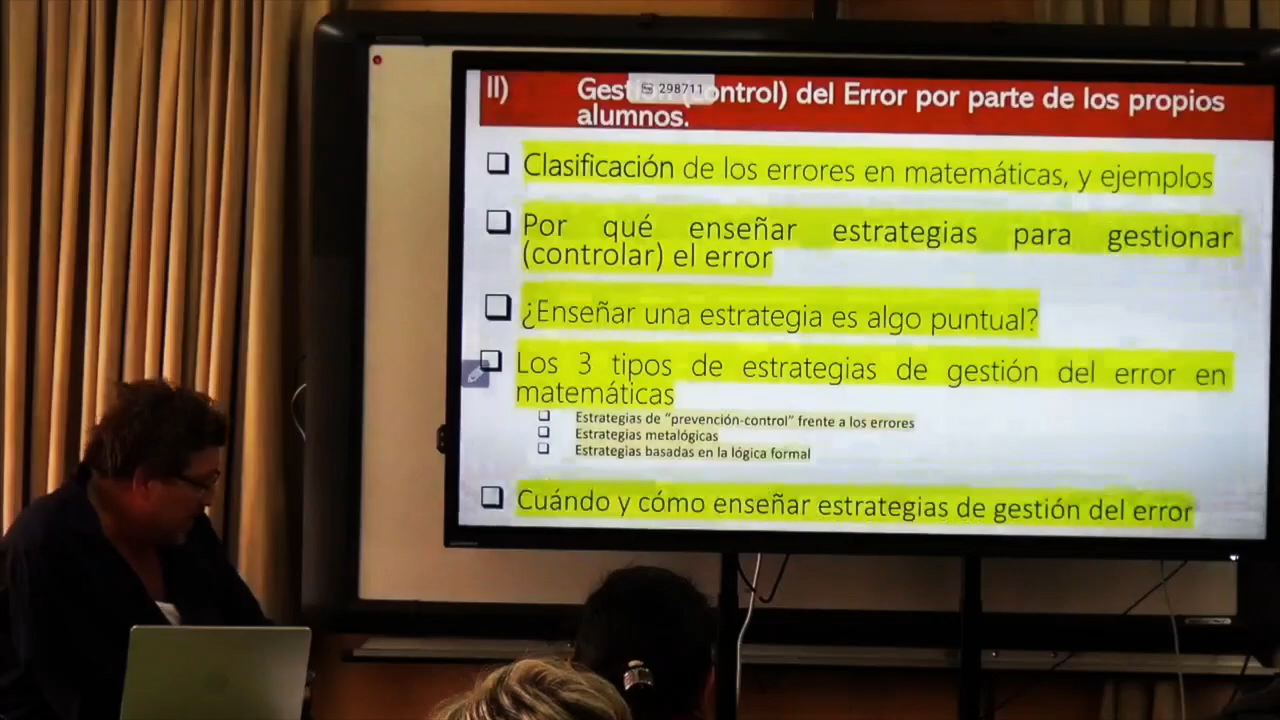 II) Gest (control) del Error por parte de los propios
298711
alumnos.
Clasificación de los errores en matemáticas, y ejemplos
Por qué enseñar estrategias para gestionar
(controlar) el error
¿Enseñar una estrategia es algo puntual?
Los 3 tipos de estrategias de gestión del error en
matemáticas
Estrategias de “prevención-control” frente a los errores
Estrategias metalógicas
Estrategias basadas en la lógica formal
Cuándo y cómo enseñar estrategias de gestión del error